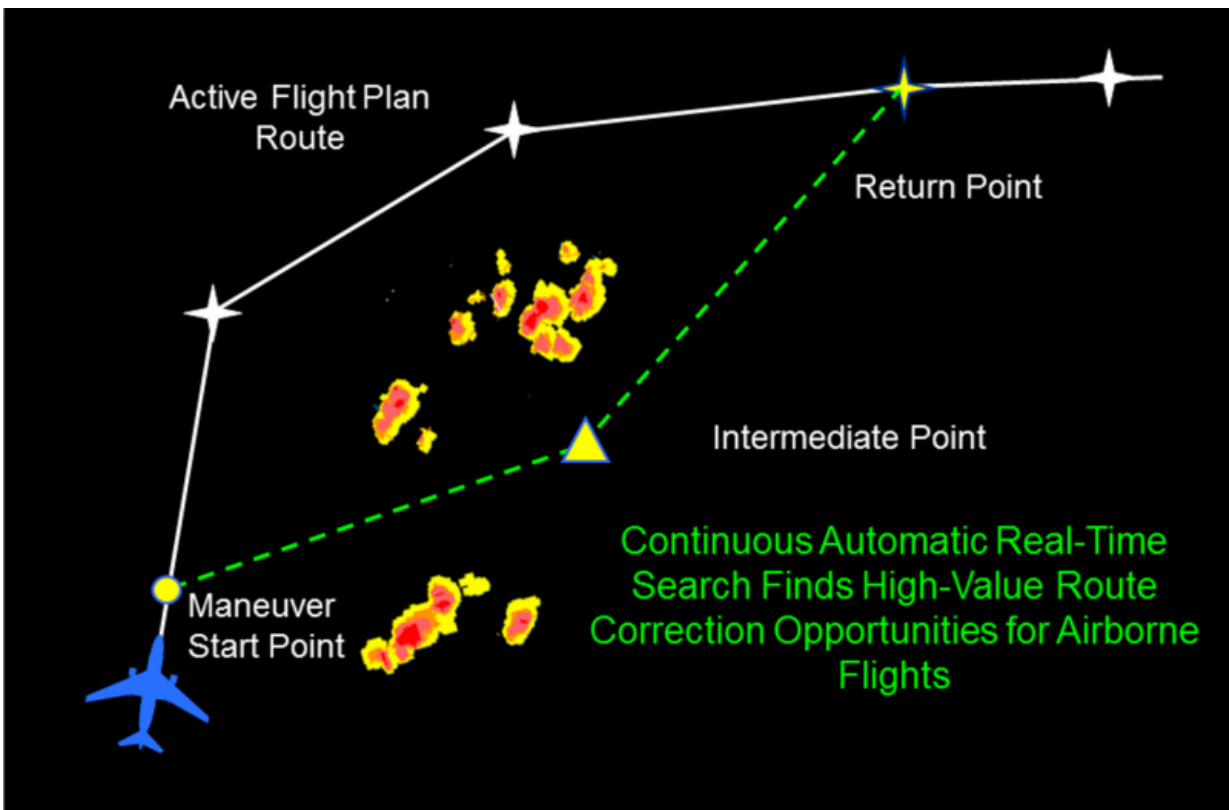 Active Flight Plan
Route
Return Point
Intermediate Point
Continuous Automatic Real-Time
Search Finds High-Value Route
Correction Opportunities for Airborne
Flights
Maneuver
Start Point